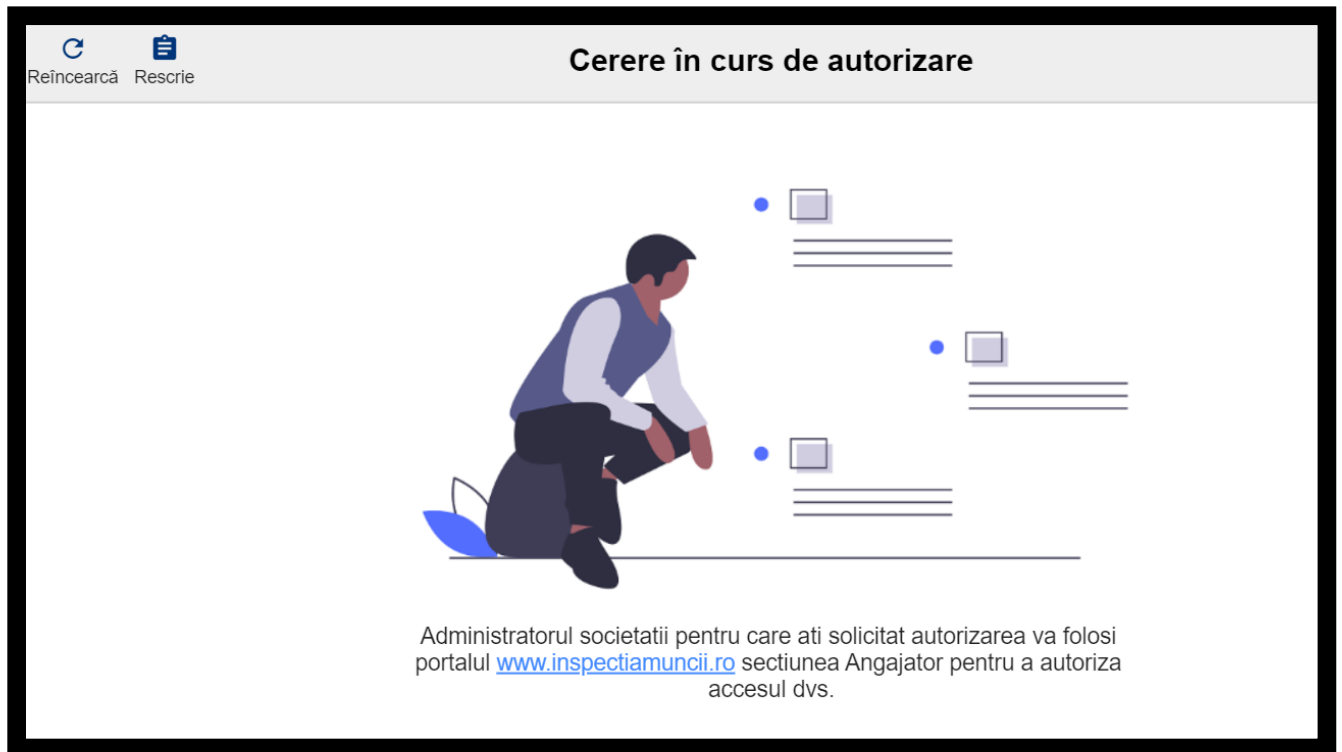 Reîncearcă Rescrie
Cerere în curs de autorizare
Administratorul societatii pentru care ati solicitat autorizarea va folosi
portalul www.inspectiamuncii.ro sectiunea Angajator pentru a autoriza
accesul dvs.